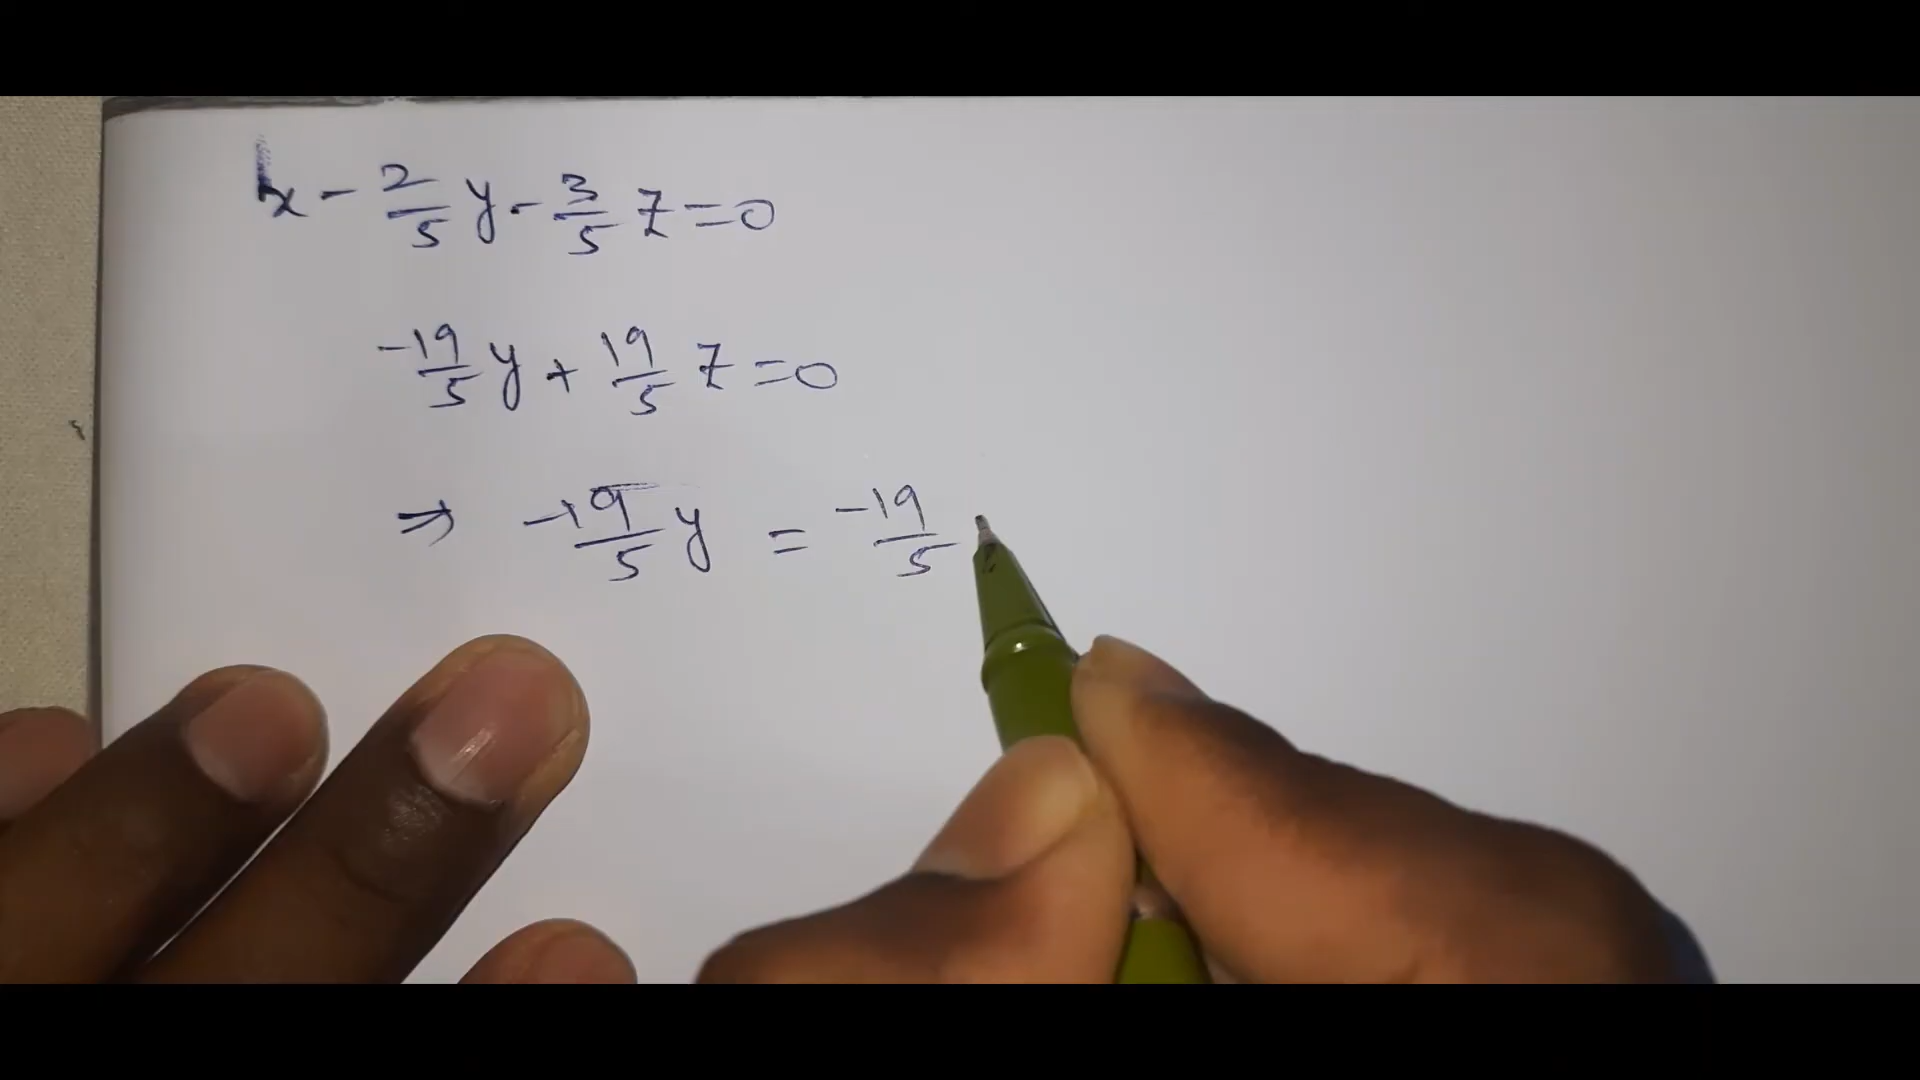 x - 2/5 y - 3/5 z = 0
-19/5 y + 19/5 z = 0
⇒ -19/5 y = -19/5